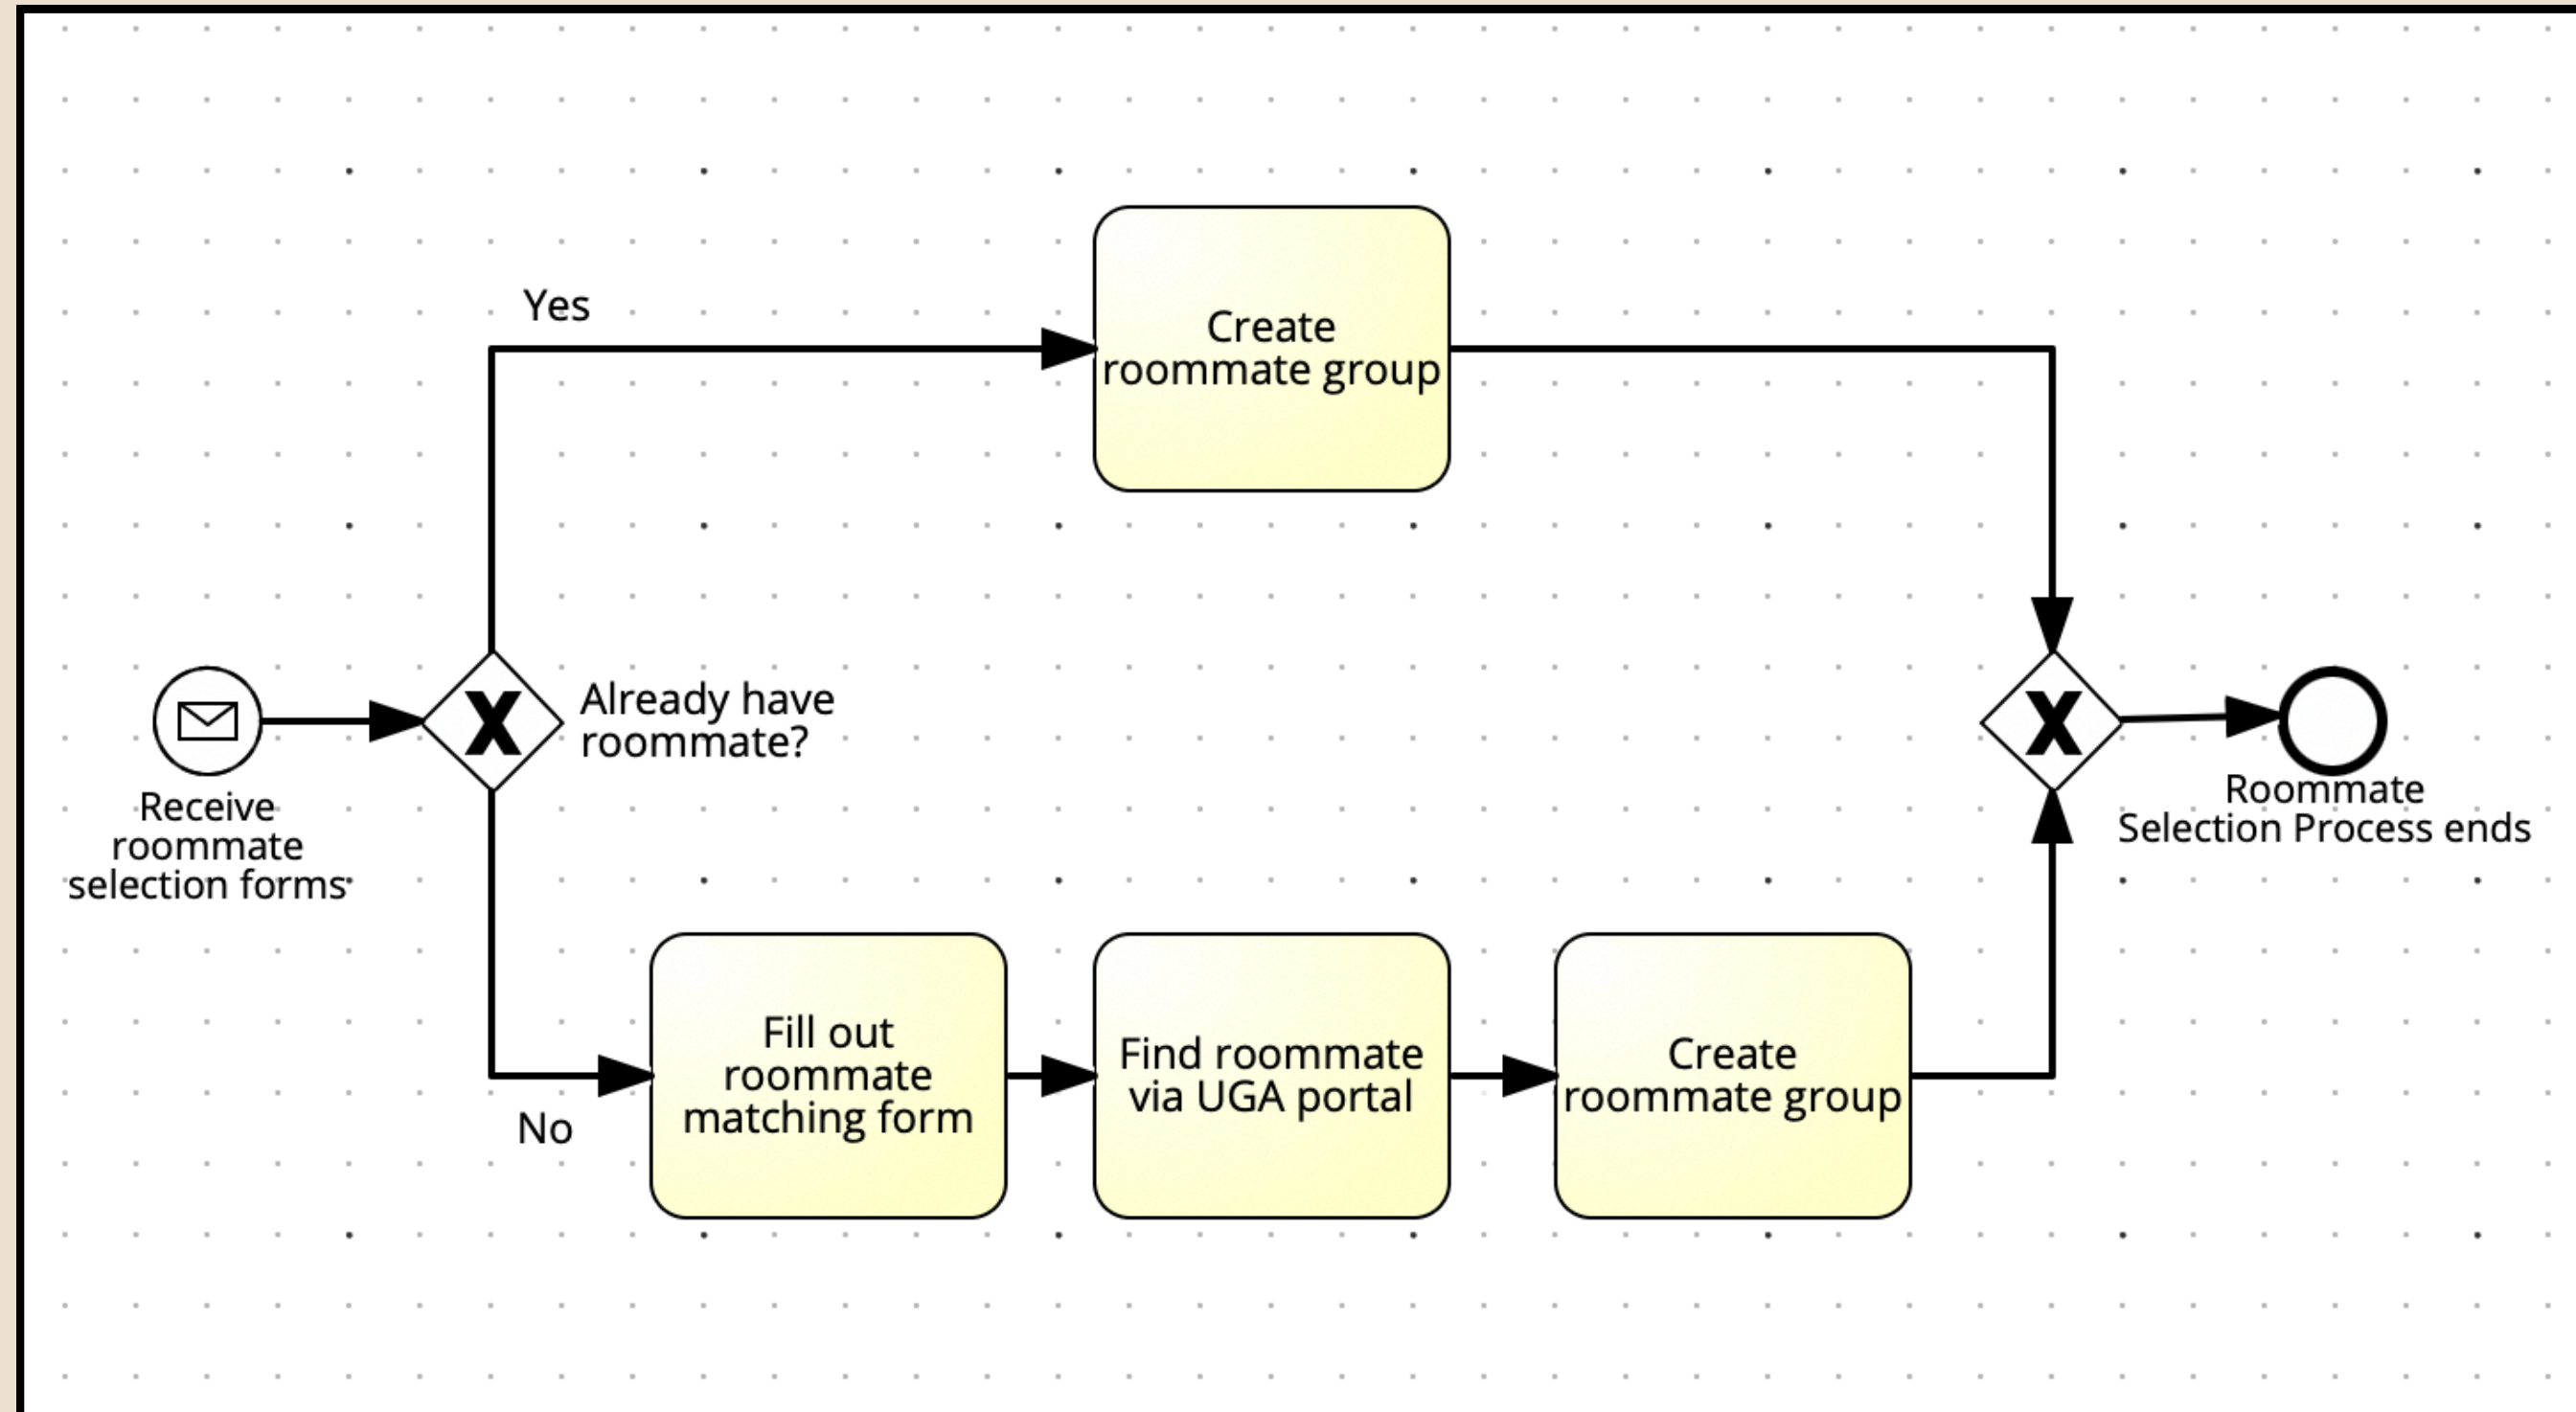 Yes
Create
roommate group
Already have
roommate?
Receive
roommate
selection forms
Roommate
Selection Process ends
No
Fill out
roommate
matching form
Find roommate
via UGA portal
Create
roommate group